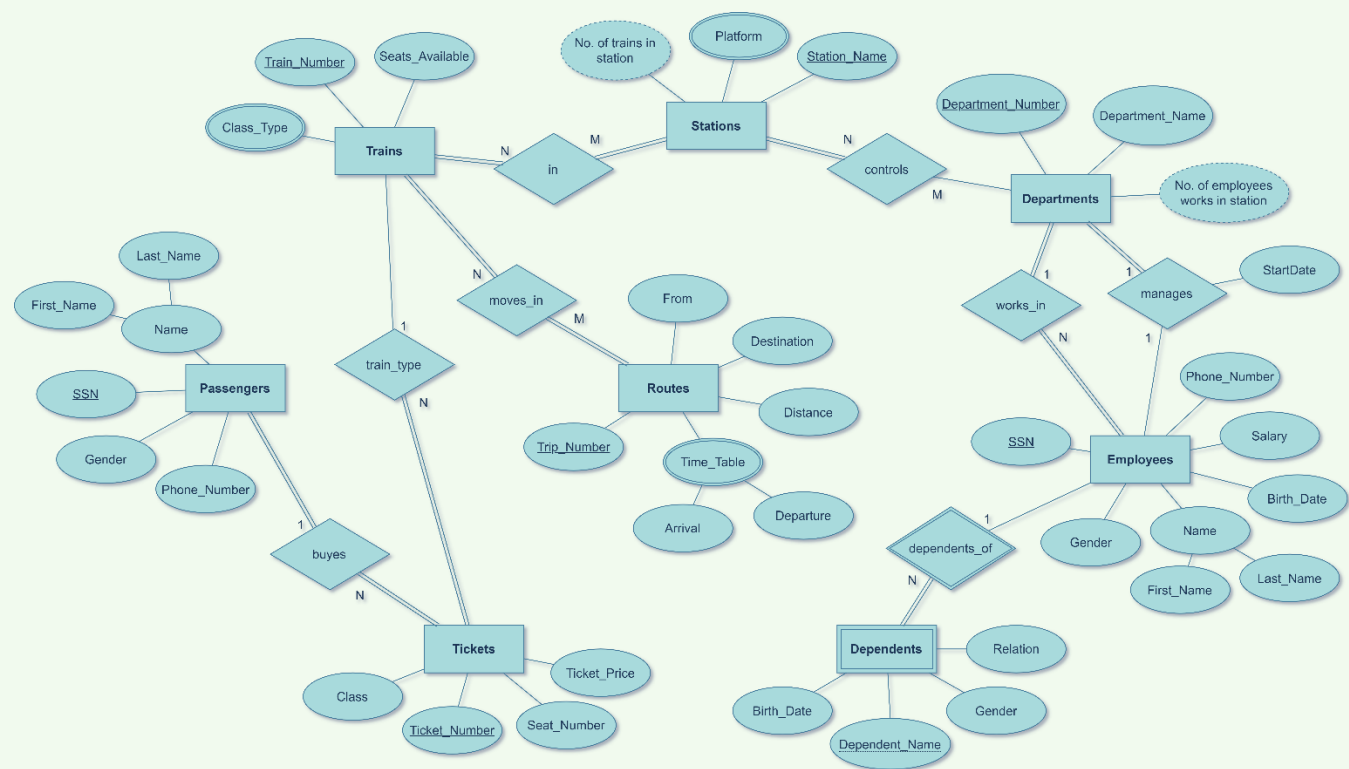 No. of trains in
station
Platform
Station_Name
Train_Number
Seats_Available
Class_Type
Trains
N
in
M
Stations
N
controls
M
Department_Number
Department_Name
Departments
No. of employees
works in station
1
works_in
N
1
manages
1
StartDate
Last_Name
First_Name
Name
Passengers
SSN
Gender
Phone_Number
1
buyes
N
1
train_type
N
N
moves_in
M
From
Destination
Routes
Distance
Trip_Number
Time_Table
Arrival
Departure
Phone_Number
SSN
Employees
Salary
Birth_Date
Gender
Name
First_Name
Last_Name
1
dependents_of
N
Dependents
Relation
Birth_Date
Gender
Dependent_Name
Tickets
Ticket_Price
Class
Ticket_Number
Seat_Number